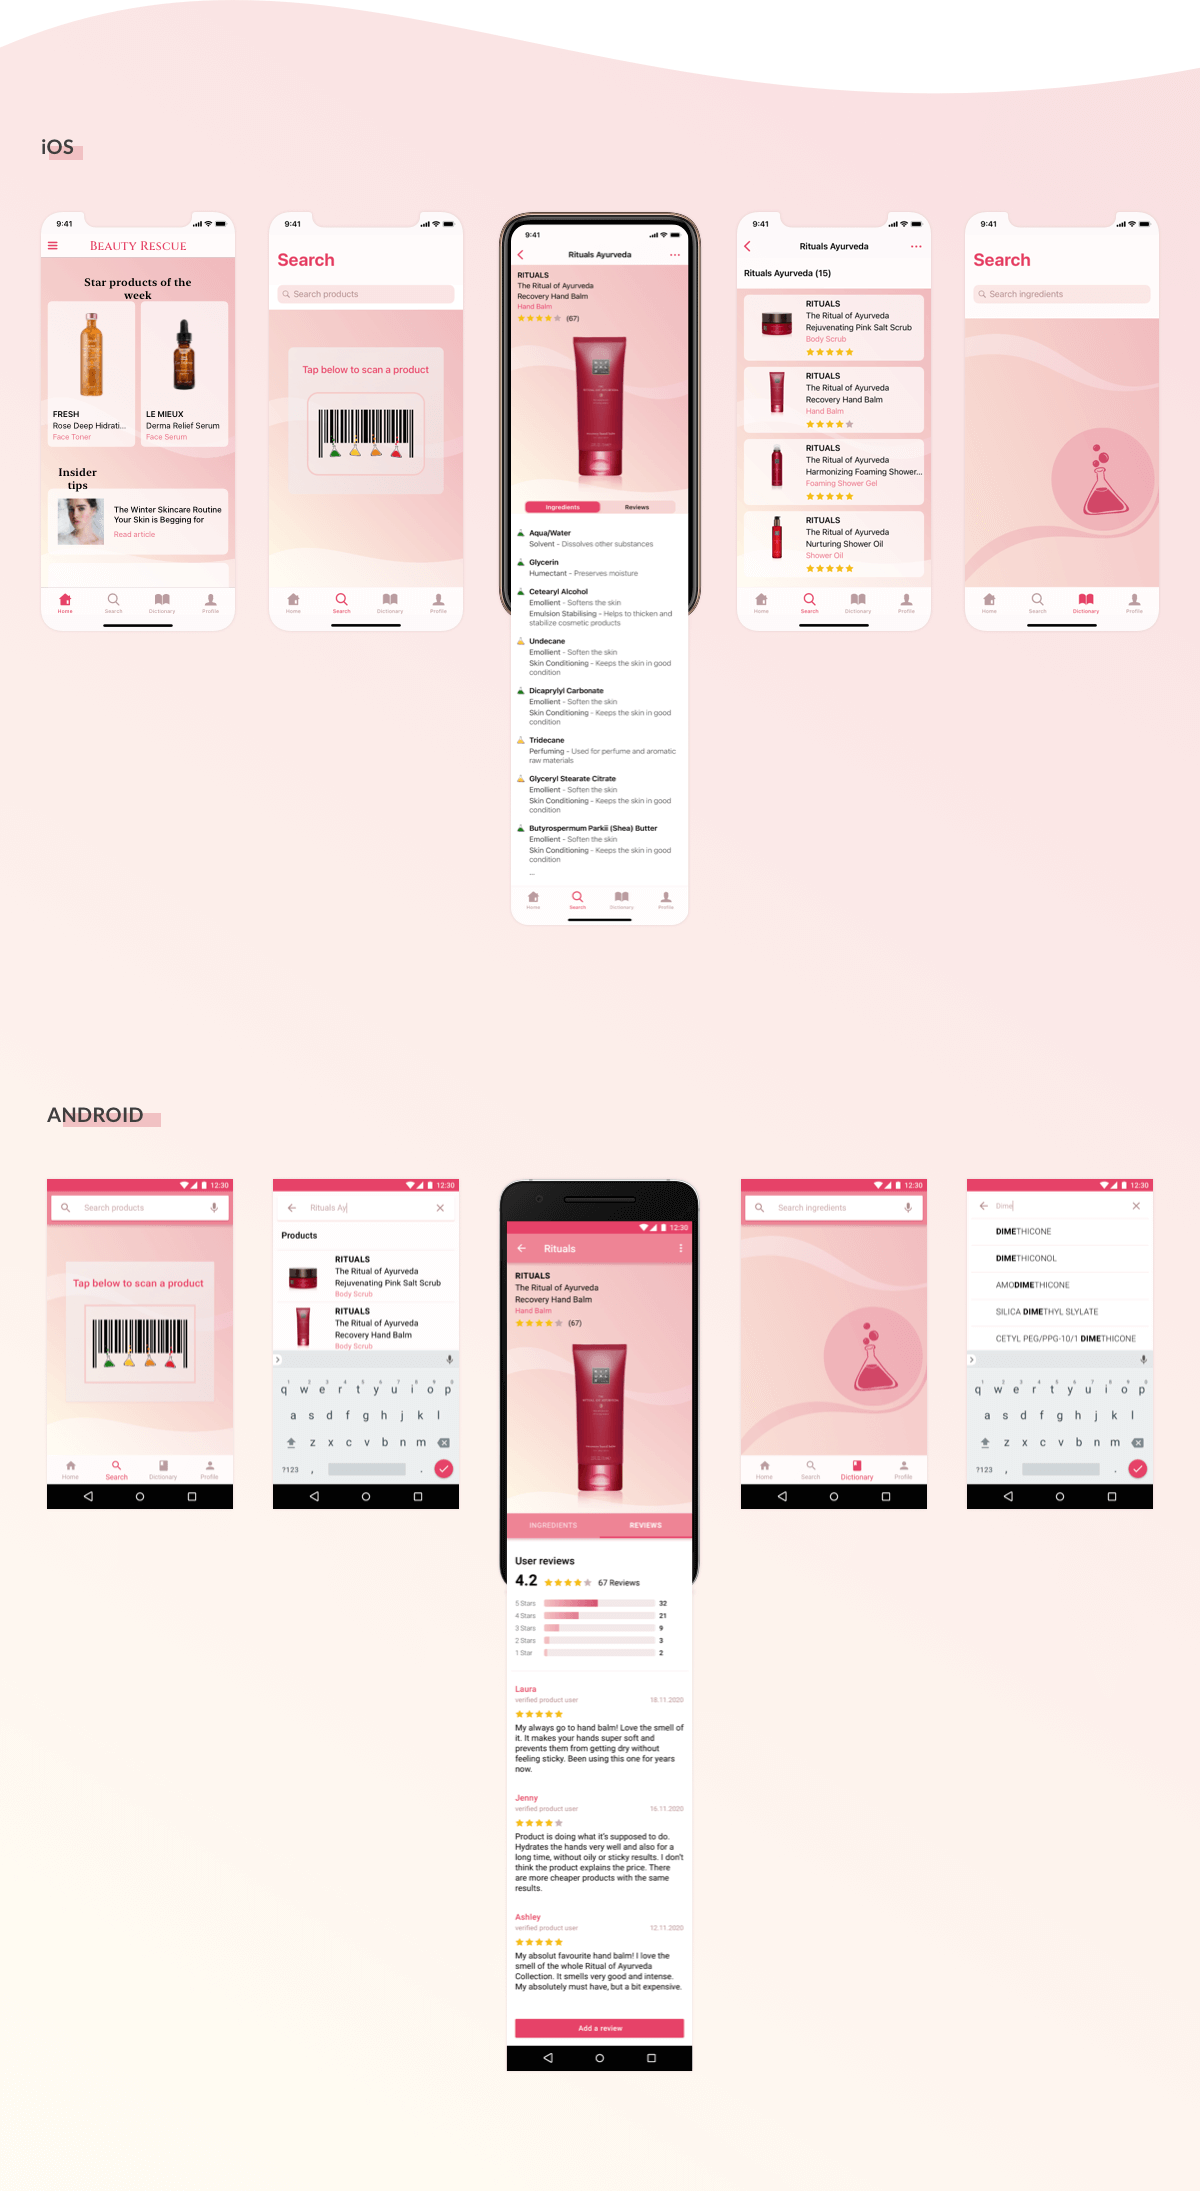 iOS
9:41
BEAUTY RESCUE
Star products of the
week
FRESH
Rose Deep Hidrati...
Face Toner
LE MIEUX
Derma Relief Serum
Face Serum
Insider
tips
The Winter Skincare Routine
Your Skin is Begging for
Read article
Home
Search
Dictionary
Profile
9:41
Search
Search products
Tap below to scan a product
Home
Search
Dictionary
Profile
9:41
Rituals Ayurveda
RITUALS
The Ritual of Ayurveda
Recovery Hand Balm
Hand Balm
(67)
Ingredients
Reviews
Aqua/Water
Solvent - Dissolves other substances
Glycerin
Humectant - Preserves moisture
Cetearyl Alcohol
Emollient - Softens the skin
Emulsion Stabilising - Helps to thicken and
stabilize cosmetic products
Undecane
Emollient - Soften the skin
Skin Conditioning - Keeps the skin in good
condition
Dicaprylyl Carbonate
Emollient - Soften the skin
Skin Conditioning - Keeps the skin in good
condition
Tridecane
Perfuming - Used for perfume and aromatic
raw materials
Glyceryl Stearate Citrate
Emollient - Soften the skin
Skin Conditioning - Keeps the skin in good
condition
Butyrospermum Parkii (Shea) Butter
Emollient - Soften the skin
Skin Conditioning - Keeps the skin in good
condition
...
Home
Search
Dictionary
Profile
9:41
Rituals Ayurveda
Rituals Ayurveda (15)
RITUALS
The Ritual of Ayurveda
Rejuvenating Pink Salt Scrub
Body Scrub
RITUALS
The Ritual of Ayurveda
Recovery Hand Balm
Hand Balm
RITUALS
The Ritual of Ayurveda
Harmonizing Foaming Shower...
Foaming Shower Gel
RITUALS
The Ritual of Ayurveda
Nurturing Shower Oil
Shower Oil
Home
Search
Dictionary
Profile
9:41
Search
Search ingredients
Home
Search
Dictionary
Profile
ANDROID
12:30
Search products
Tap below to scan a product
Home
Search
Dictionary
Profile
12:30
Rituals Ay
Products
RITUALS
The Ritual of Ayurveda
Rejuvenating Pink Salt Scrub
Body Scrub
RITUALS
The Ritual of Ayurveda
Recovery Hand Balm
Body Scrub
1 2 3 4 5 6 7 8 9 0
q w e r t y u i o p
a s d f g h j k l
z x c v b n m
?123 , .
12:30
Rituals
RITUALS
The Ritual of Ayurveda
Recovery Hand Balm
Hand Balm
(67)
INGREDIENTS
REVIEWS
User reviews
4.2
67 Reviews
5 Stars 32
4 Stars 21
3 Stars 9
2 Stars 3
1 Star 2
Laura
verified product user 18.11.2020
My always go to hand balm! Love the smell of
it. It makes your hands super soft and
prevents them from getting dry without
feeling sticky. Been using this one for years
now.
Jenny
verified product user 16.11.2020
Product is doing what it's supposed to do.
Hydrates the hands very well and also for a
long time, without oily or sticky results. I don't
think the product explains the price. There
are more cheaper products with the same
results.
Ashley
verified product user 12.11.2020
My absolut favourite hand balm! I love the
smell of the whole Ritual of Ayurveda
Collection. It smells very good and intense.
My absolutely must have, but a bit expensive.
Add a review
12:30
Search ingredients
Home
Search
Dictionary
Profile
12:30
Dime
DIMETHICONE
DIMETHICONOL
AMODIMETHICONE
SILICA DIMETHYL SLYLATE
CETYL PEG/PPG-10/1 DIMETHICONE
1 2 3 4 5 6 7 8 9 0
q w e r t y u i o p
a s d f g h j k l
z x c v b n m
?123 , .